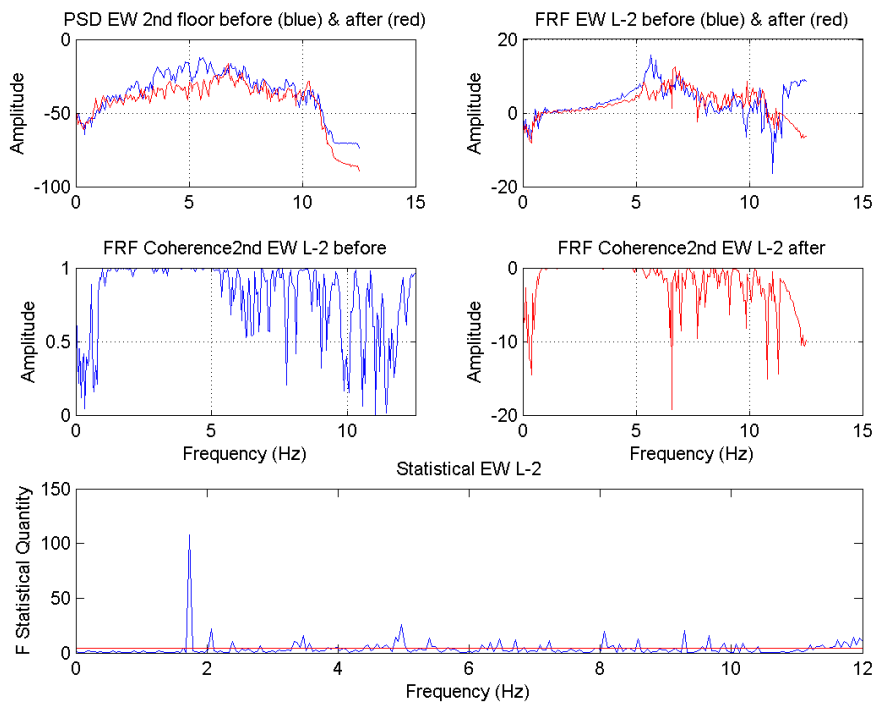 PSD EW 2nd floor before (blue) & after (red)
0
-50
-100
Amplitude
0 5 10 15
FRF EW L-2 before (blue) & after (red)
20
0
-20
Amplitude
0 5 10 15
FRF Coherence2nd EW L-2 before
1
0.5
0
Amplitude
0 5 10
Frequency (Hz)
FRF Coherence2nd EW L-2 after
0
-10
-20
Amplitude
0 5 10 15
Frequency (Hz)
Statistical EW L-2
150
100
50
0
F Statistical Quantity
0 2 4 6 8 10 12
Frequency (Hz)